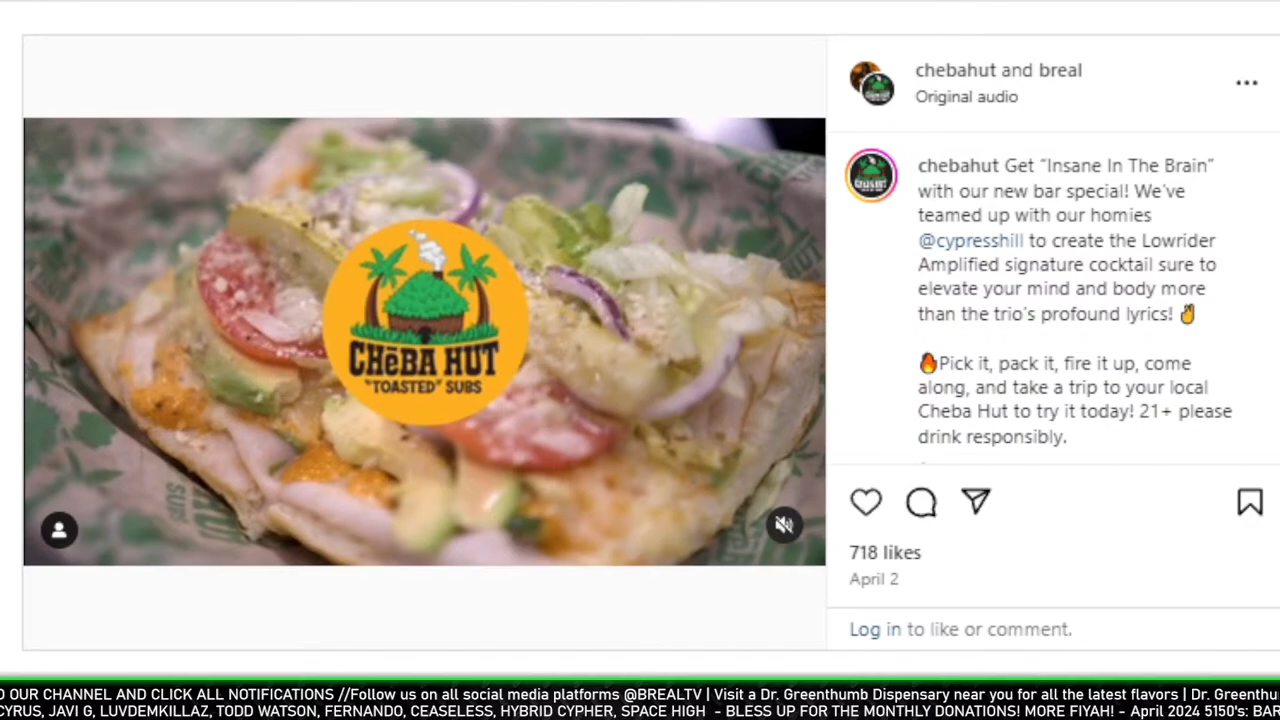 chebahut and breal
Original audio
chebahut Get “Insane In The Brain”
with our new bar special! We’ve
teamed up with our homies
@cypresshill to create the Lowrider
Amplified signature cocktail sure to
elevate your mind and body more
than the trio’s profound lyrics!
Pick it, pack it, fire it up, come
along, and take a trip to your local
Cheba Hut to try it today! 21+ please
drink responsibly.
CHēBA HUT
"TOASTED" SUBS
718 likes
April 2
Log in to like or comment.
OUR CHANNEL AND CLICK ALL NOTIFICATIONS //Follow us on all social media platforms @BREALTV | Visit a Dr. Greenthumb Dispensary near you for all the latest flavors | Dr. Greenthu
CYRUS, JAVI G, LUVDEMKILLAZ, TODD WATSON, FERNANDO, CEASELESS, HYBRID CYPHER, SPACE HIGH - BLESS UP FOR THE MONTHLY DONATIONS! MORE FIYAH! - April 2024 5150's: BAR